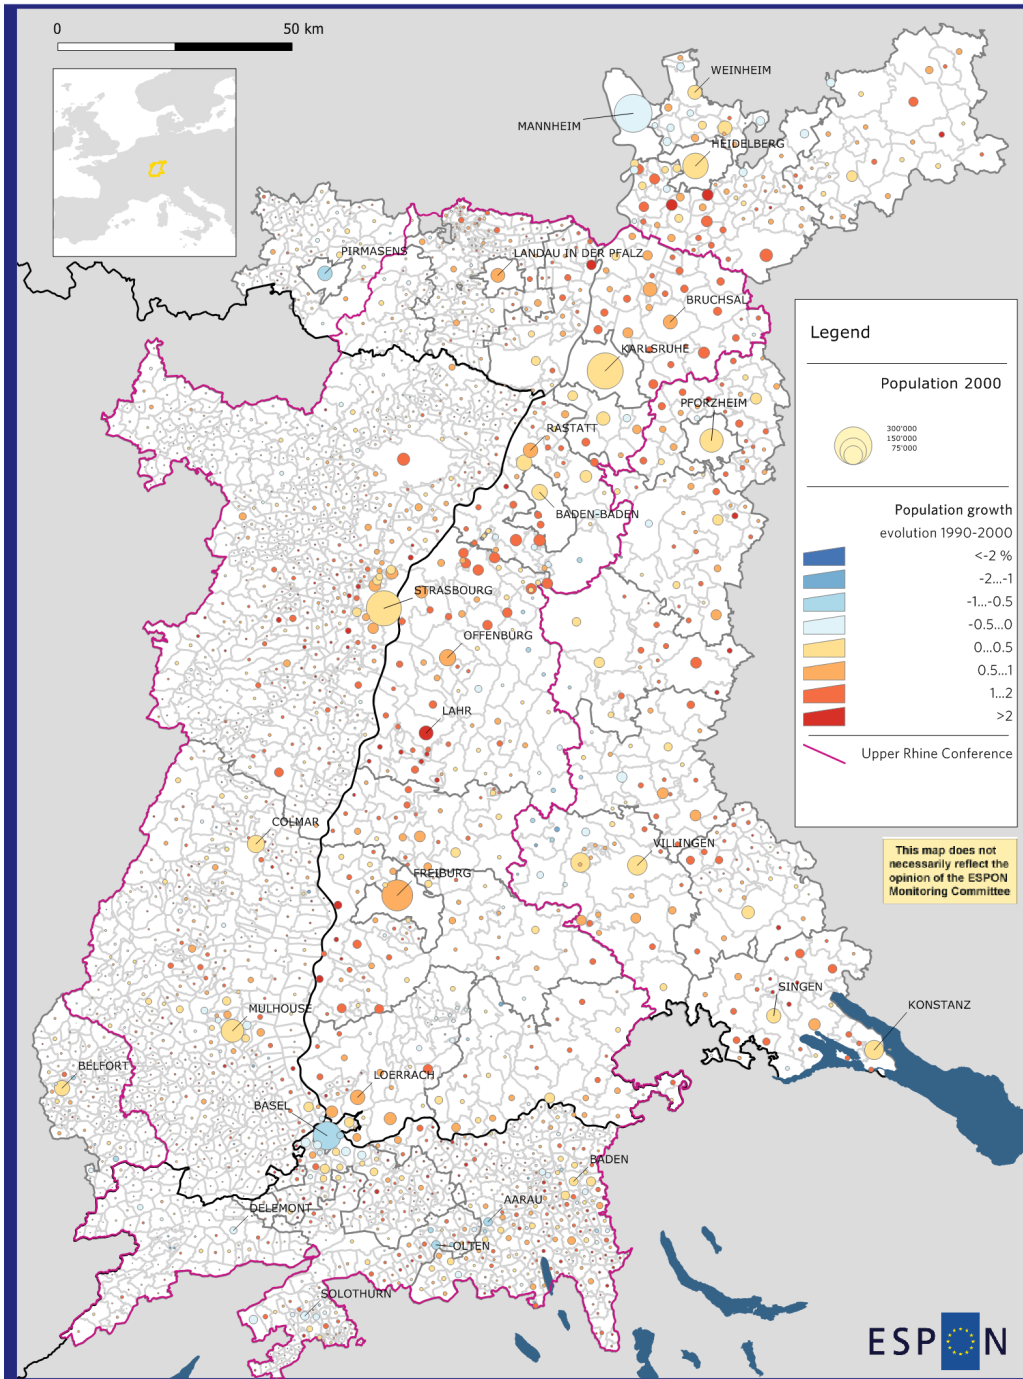 0
50 km
WEINHEIM
MANNHEIM
HEIDELBERG
PIRMASENS
LANDAU IN DER PFALZ
BRUCHSAL
KARLSRUHE
PFORZHEIM
RASTATT
BADEN-BADEN
STRASBOURG
OFFENBURG
LAHR
COLMAR
VILLINGEN
FREIBURG
SINGEN
KONSTANZ
MULHOUSE
BELFORT
LOERRACH
BASEL
BADEN
AARAU
DELEMONT
OLTEN
SOLOTHURN
Legend
Population 2000
300'000
150'000
75'000
Population growth
evolution 1990-2000
<-2 %
-2...-1
-1...-0.5
-0.5...0
0...0.5
0.5...1
1...2
>2
Upper Rhine Conference
This map does not
necessarily reflect the
opinion of the ESPON
Monitoring Committee
ESPON